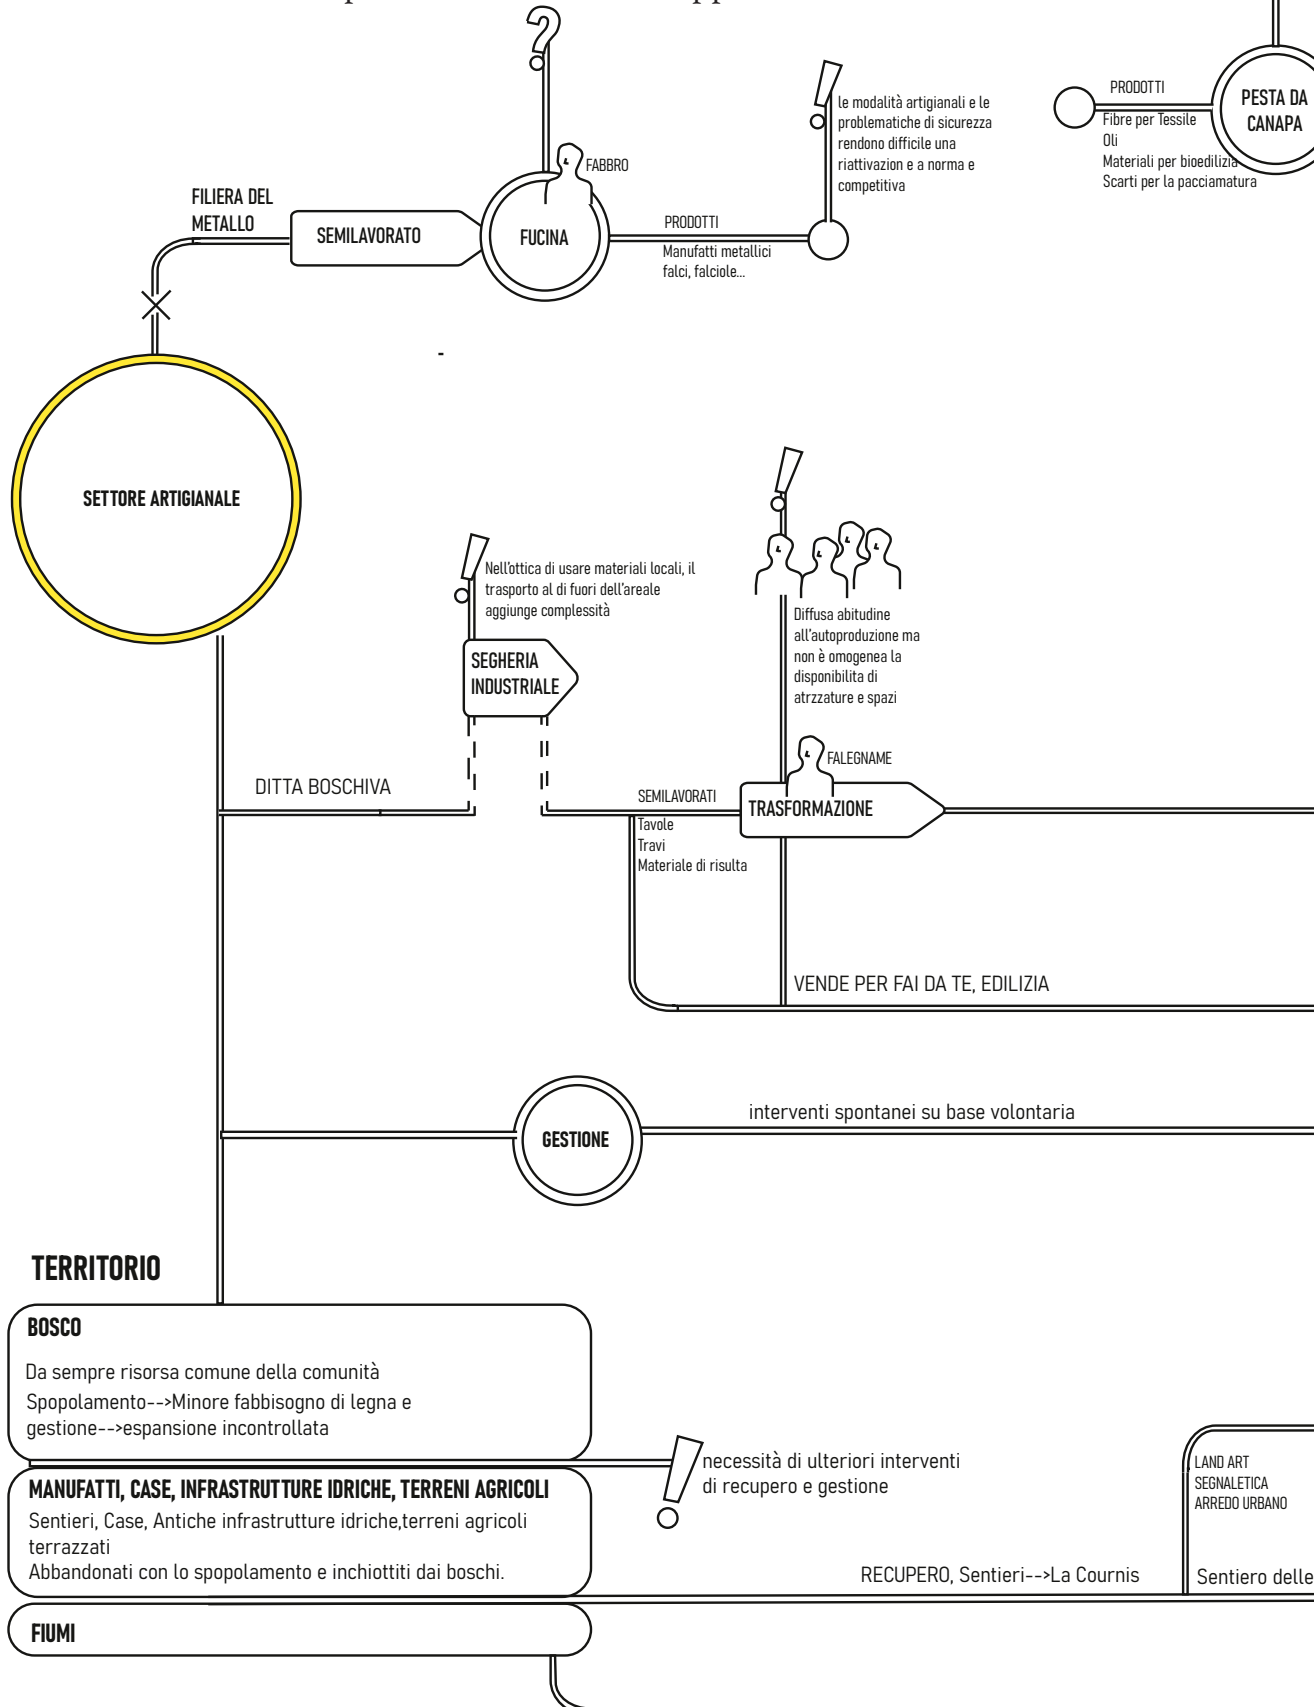 PRODOTTI
Fibre per Tessile
Oli
Materiali per bioedilizia
Scarti per la pacciamatura
PESTA DA
CANAPA
le modalità artigianali e le
problematiche di sicurezza
rendono difficile una
riattivazion e a norma e
competitiva
FABBRO
FILIERA DEL
METALLO
SEMILAVORATO
FUCINA
PRODOTTI
Manufatti metallici
falci, falciole...
-
SETTORE ARTIGIANALE
Nell'ottica di usare materiali locali, il
trasporto al di fuori dell'areale
aggiunge complessità
SEGHERIA
INDUSTRIALE
Diffusa abitudine
all'autoproduzione ma
non è omogenea la
disponibilita di
atrzzature e spazi
FALEGNAME
DITTA BOSCHIVA
SEMILAVORATI
Tavole
Travi
Materiale di risulta
TRASFORMAZIONE
VENDE PER FAI DA TE, EDILIZIA
GESTIONE
interventi spontanei su base volontaria
TERRITORIO
BOSCO
Da sempre risorsa comune della comunità
Spopolamento-->Minore fabbisogno di legna e
gestione-->espansione incontrollata
necessità di ulteriori interventi
di recupero e gestione
MANUFATTI, CASE, INFRASTRUTTURE IDRICHE, TERRENI AGRICOLI
Sentieri, Case, Antiche infrastrutture idriche,terreni agricoli
terrazzati
Abbandonati con lo spopolamento e inchiottiti dai boschi.
LAND ART
SEGNALETICA
ARREDO URBANO
RECUPERO, Sentieri-->La Cournis
Sentiero delle
FIUMI